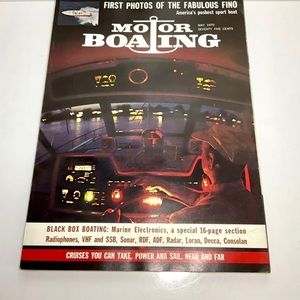 FIRST PHOTOS OF THE FABULOUS FINO
America's poshest sport boat
MOTOR
BOATING
MAY 1970
SEVENTY FIVE CENTS
BLACK BOX BOATING: Marine Electronics, a special 16-page section
Radiophones, VHF and SSB, Sonar, RDF, ADF, Radar, Loran, Decca, Consolan
CRUISES YOU CAN TAKE, POWER AND SAIL, NEAR AND FAR